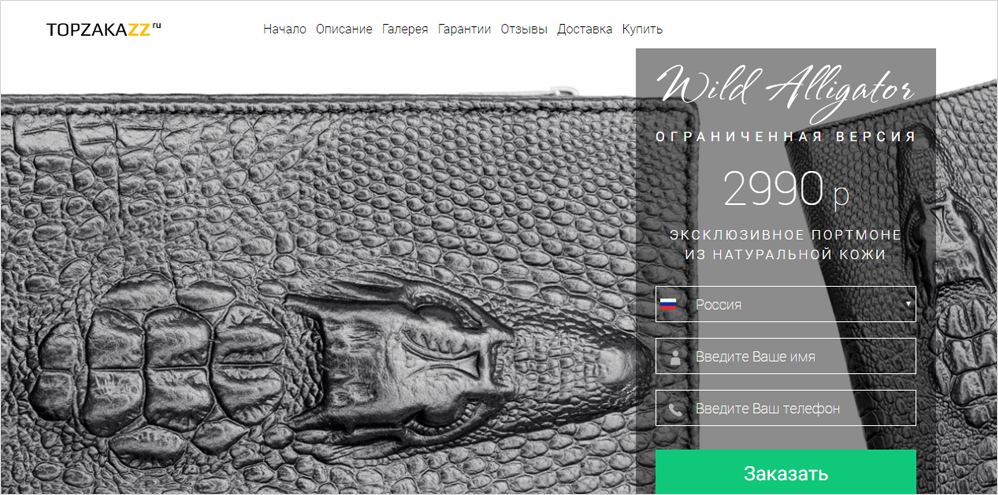 TOPZAKAZZ.ru
Начало Описание Галерея Гарантии Отзывы Доставка Купить
Wild Alligator
ОГРАНИЧЕННАЯ ВЕРСИЯ
2990 р
ЭКСКЛЮЗИВНОЕ ПОРТМОНЕ
ИЗ НАТУРАЛЬНОЙ КОЖИ
Россия
Введите Ваше имя
Введите Ваш телефон
Заказать